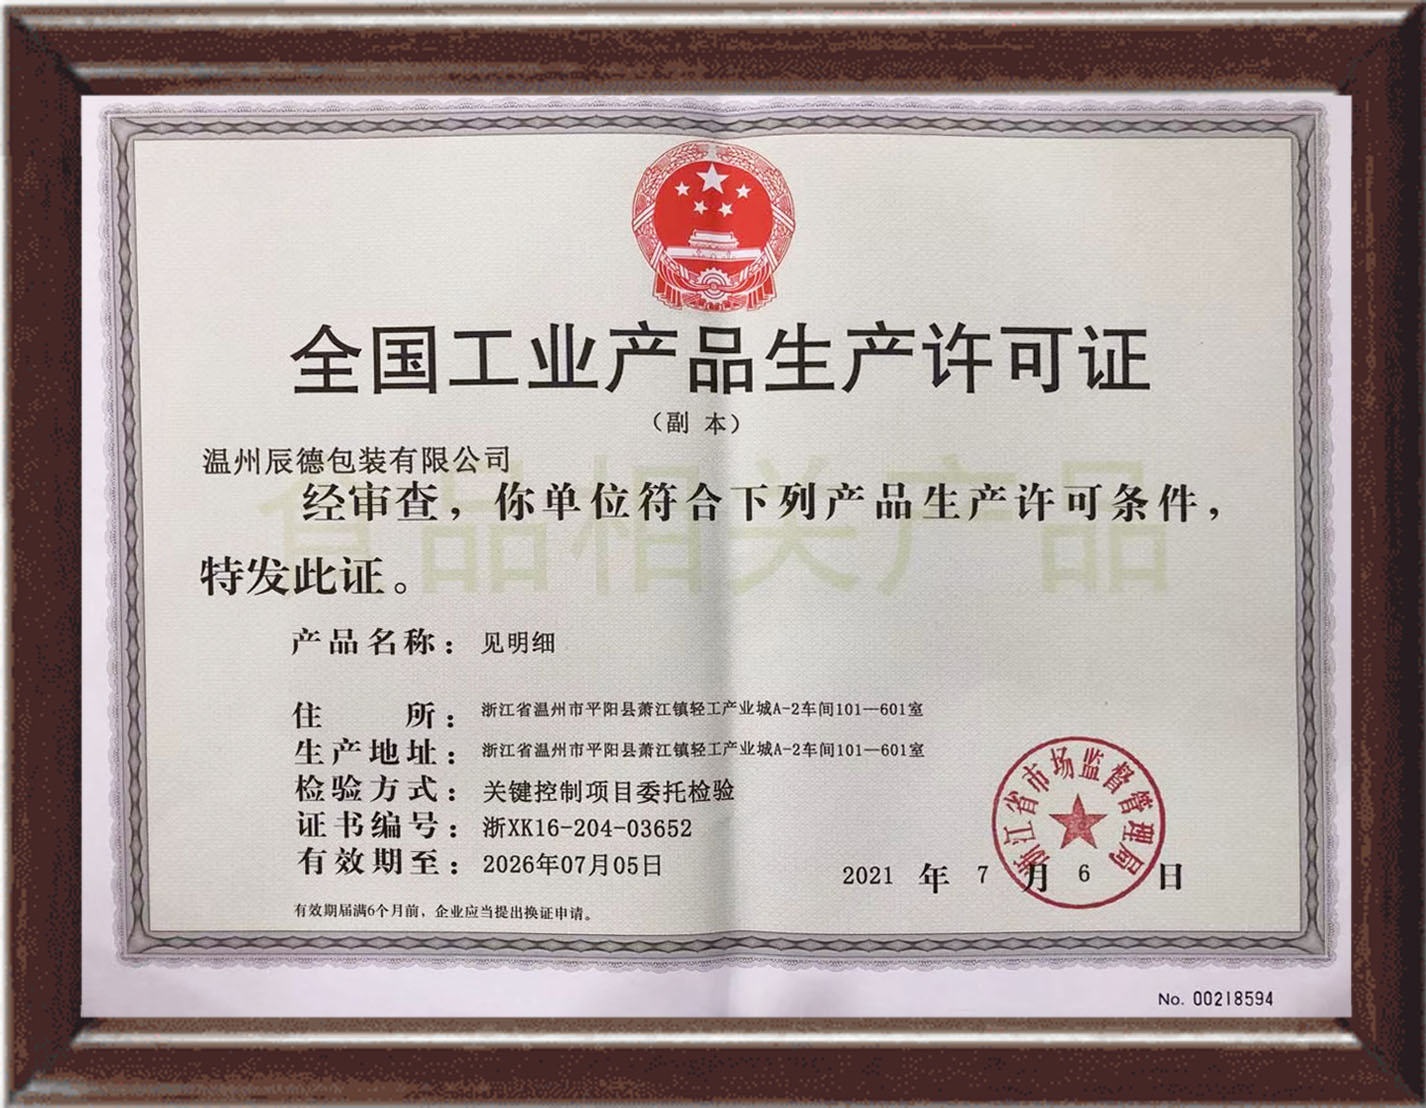 全国工业产品生产许可证
（副 本）
温州辰德包装有限公司
食品相关产品
经审查，你单位符合下列产品生产许可条件，
特发此证。
产品名称：见明细
住 所：浙江省温州市平阳县萧江镇轻工产业城A-2车间101—601室
生产地址：浙江省温州市平阳县萧江镇轻工产业城A-2车间101—601室
检验方式：关键控制项目委托检验
证书编号：浙XK16-204-03652
有效期至：2026年07月05日
浙江省市场监督管理局
2021 年 7 月 6 日
有效期届满6个月前，企业应当提出换证申请。
No. 00218594